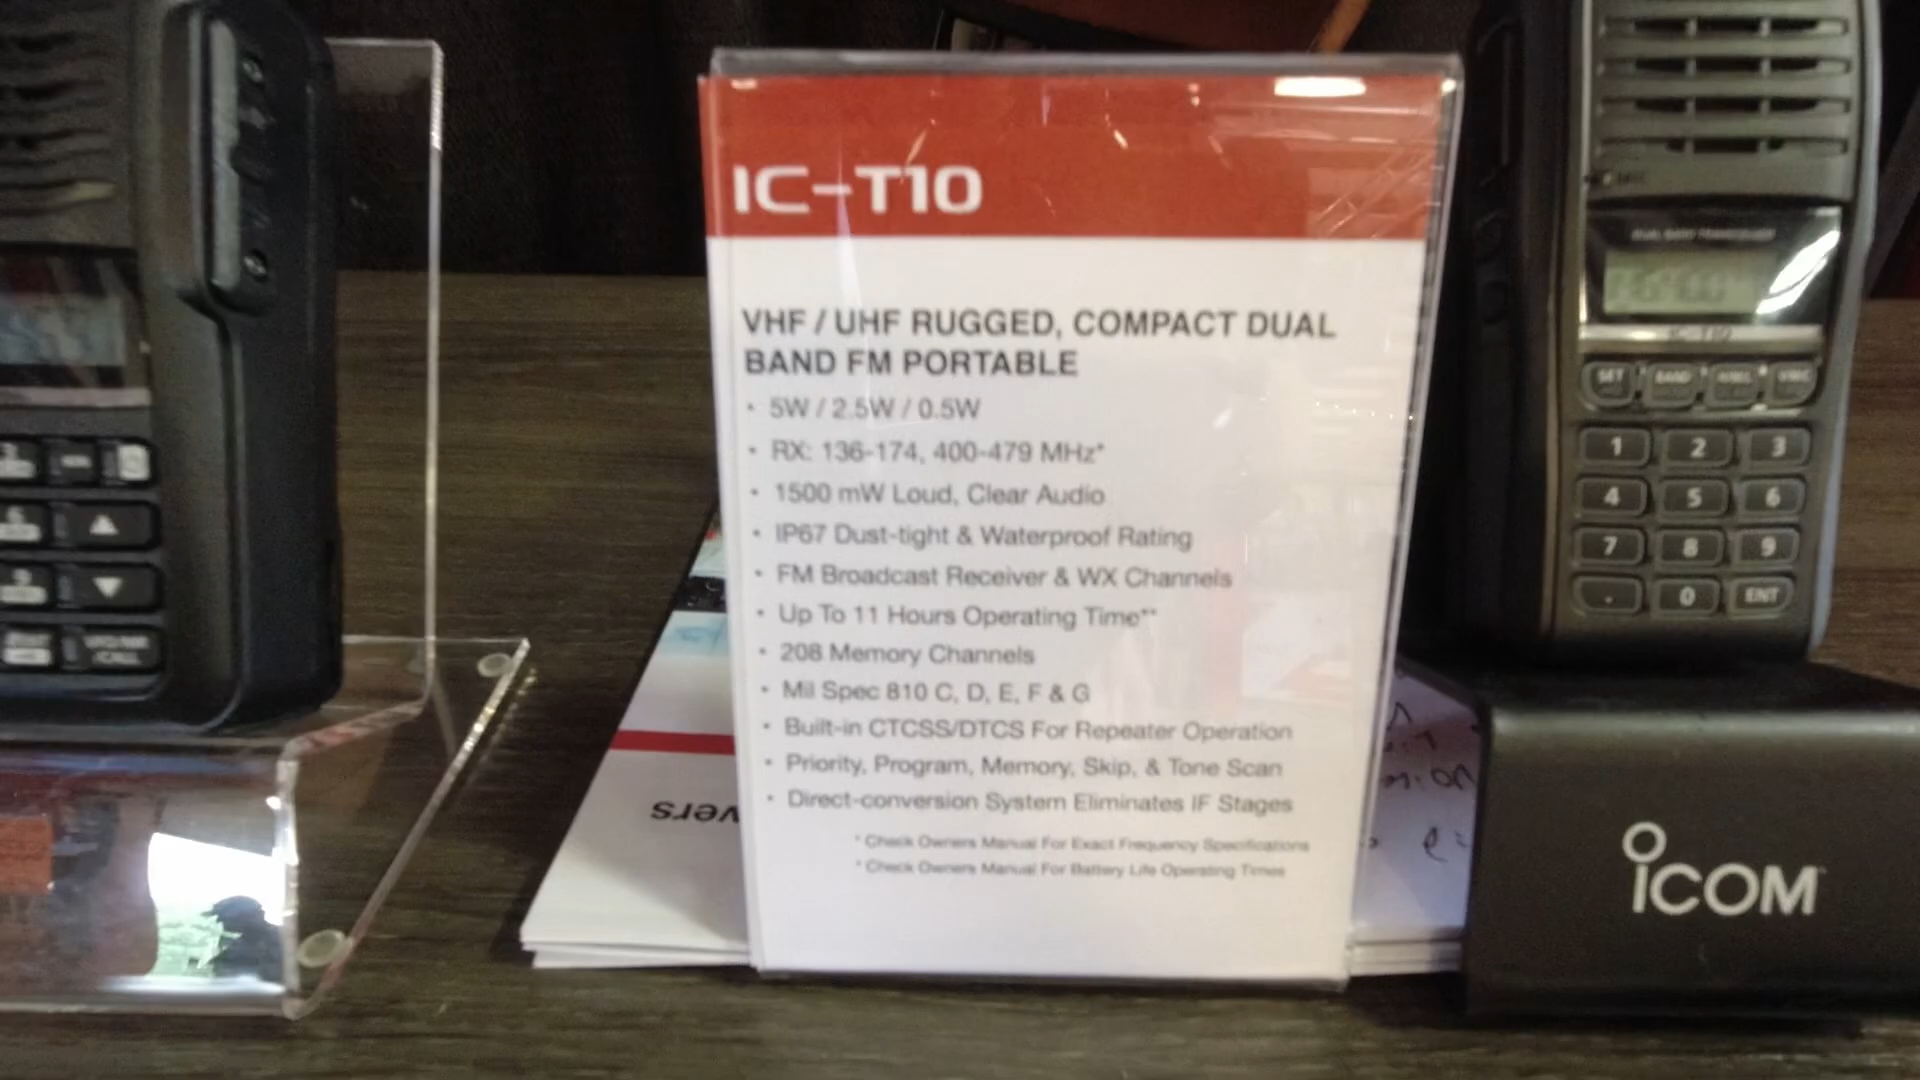 IC-T10
VHF / UHF RUGGED, COMPACT DUAL
BAND FM PORTABLE
• 5W / 2.5W / 0.5W
• RX: 136-174, 400-479 MHz*
• 1500 mW Loud, Clear Audio
• IP67 Dust-tight & Waterproof Rating
• FM Broadcast Receiver & WX Channels
• Up To 11 Hours Operating Time**
• 208 Memory Channels
• Mil Spec 810 C, D, E, F & G
• Built-in CTCSS/DTCS For Repeater Operation
• Priority, Program, Memory, Skip, & Tone Scan
• Direct-conversion System Eliminates IF Stages
* Check Owners Manual For Exact Frequency Specifications
* Check Owners Manual For Battery Life Operating Times
DUAL BAND TRANSCEIVER
IC-T10
SET BAND
1 2 3
4 5 6
7 8 9
. 0 ENT
ICOM